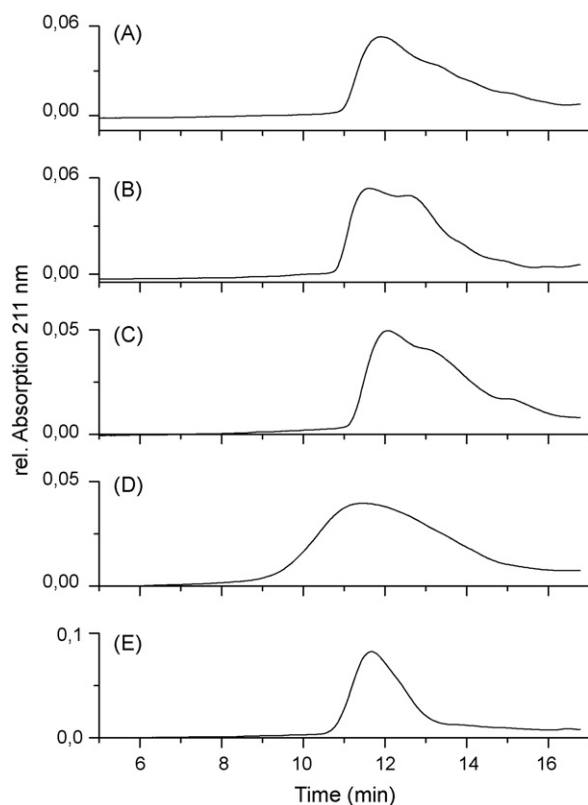 0,06
(A)
0,00
0,06
(B)
0,00
rel. Absorption 211 nm
0,05
(C)
0,00
0,05
(D)
0,00
0,1
(E)
0,0
6 8 10 12 14 16
Time (min)